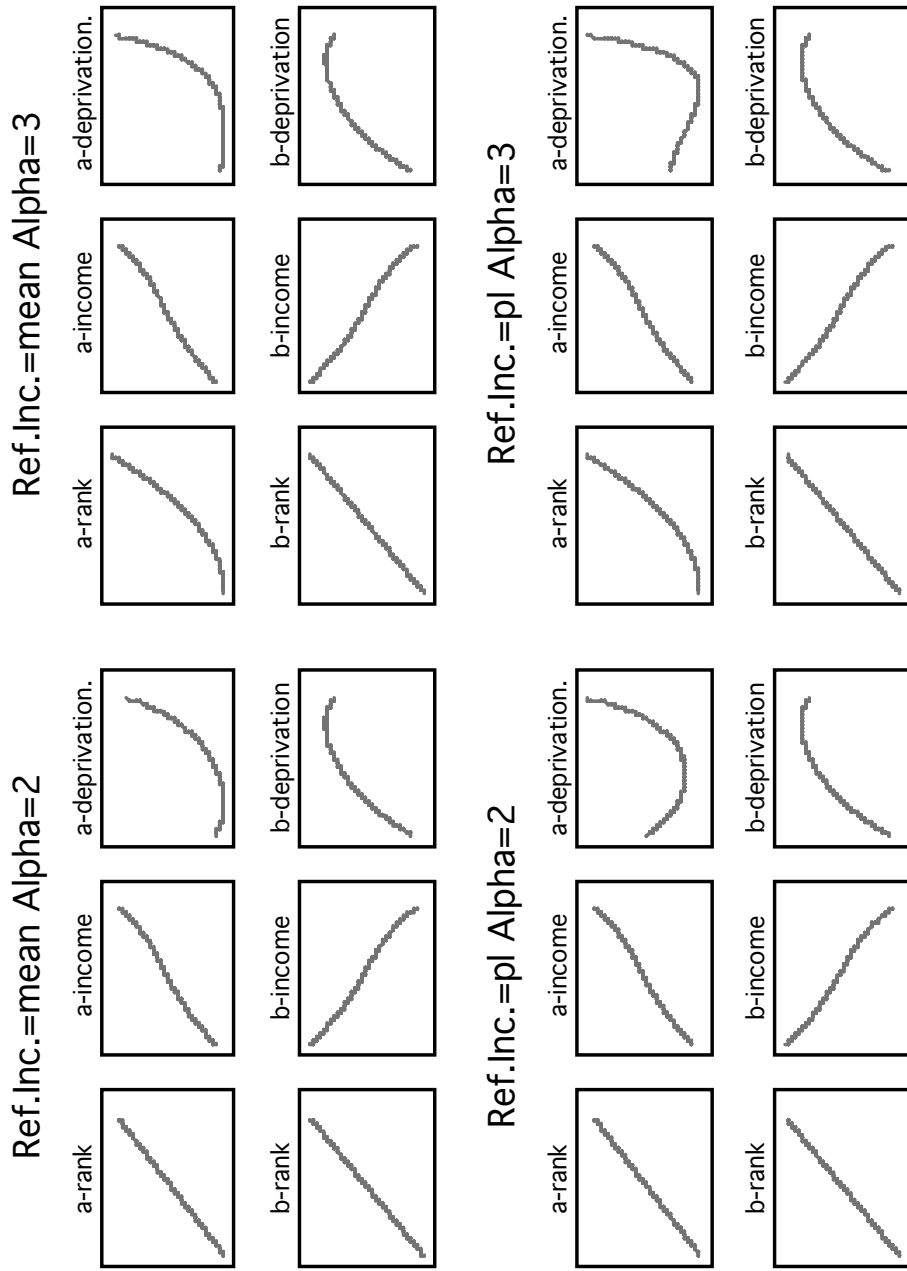 Ref.Inc.=mean Alpha=2
a-rank
a-income
a-deprivation.
b-rank
b-income
b-deprivation
Ref.Inc.=mean Alpha=3
a-rank
a-income
a-deprivation.
b-rank
b-income
b-deprivation
Ref.Inc.=pl Alpha=2
a-rank
a-income
a-deprivation.
b-rank
b-income
b-deprivation
Ref.Inc.=pl Alpha=3
a-rank
a-income
a-deprivation.
b-rank
b-income
b-deprivation